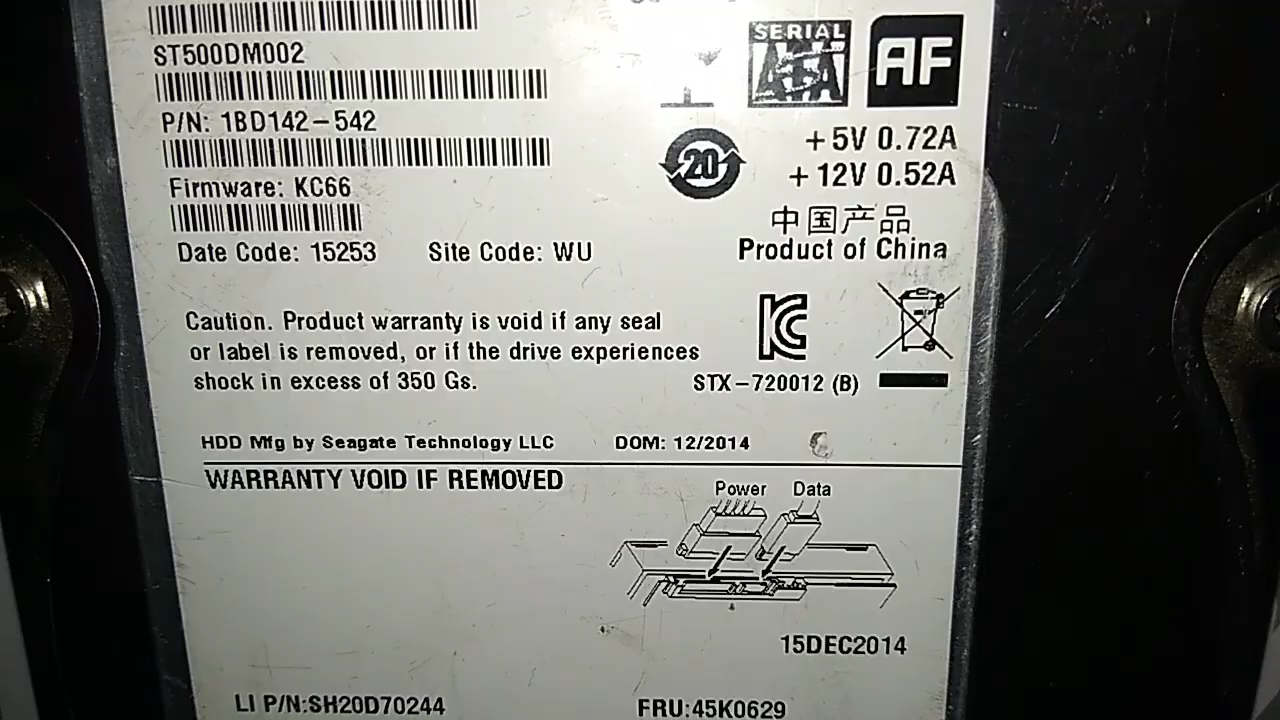 ST500DM002
SERIAL
ATA
AF
P/N: 1BD142-542
+5V 0.72A
20
+12V 0.52A
Firmware: KC66
中国产品
Date Code: 15253 Site Code: WU
Product of China
Caution. Product warranty is void if any seal
or label is removed, or if the drive experiences
shock in excess of 350 Gs.
STX-720012 (B)
HDD Mfg by Seagate Technology LLC DOM: 12/2014
WARRANTY VOID IF REMOVED
Power Data
15DEC2014
LI P/N:SH20D70244 FRU:45K0629